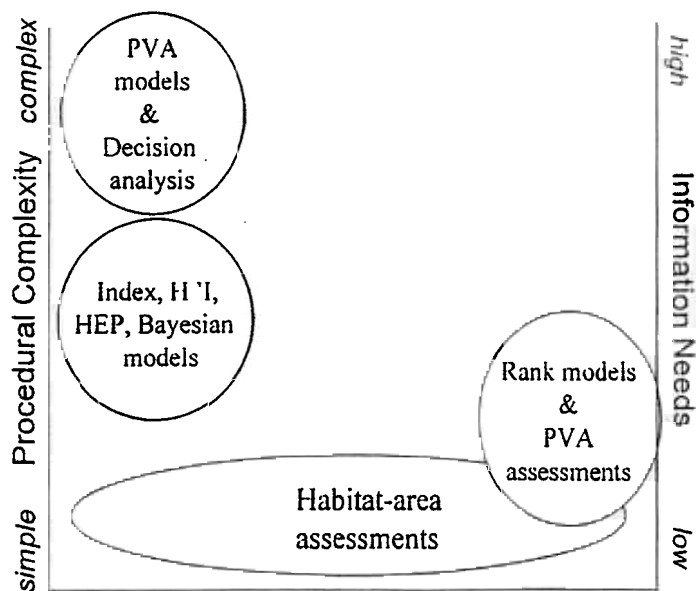 complex
Procedural Complexity
simple
PVA
models
&
Decision
analysis
Index,
HEP, Bayesian
models
Habitat-area
assessments
Rank models
&
PVA
assessments
high
Information Needs
low